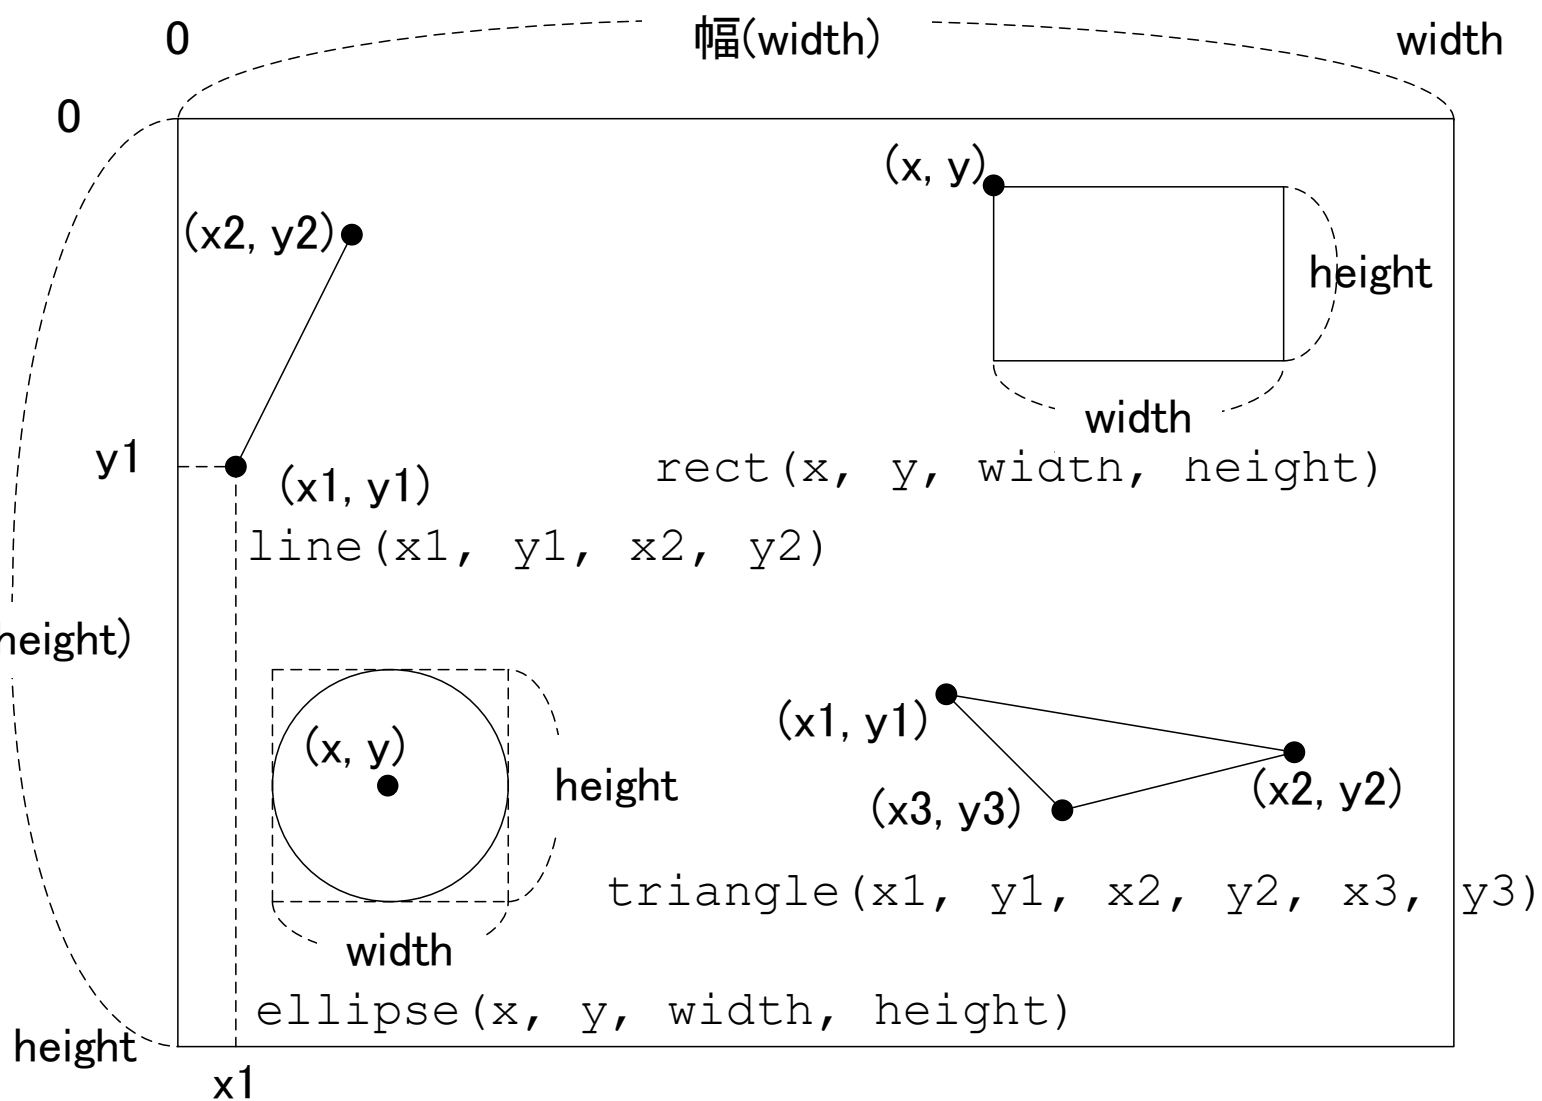 0
幅(width)
width
0
(x, y)
(x2, y2)
height
width
y1
(x1, y1)
rect(x, y, width, height)
line(x1, y1, x2, y2)
height)
(x1, y1)
(x, y)
height
(x2, y2)
(x3, y3)
triangle(x1, y1, x2, y2, x3, y3)
width
ellipse(x, y, width, height)
height
x1